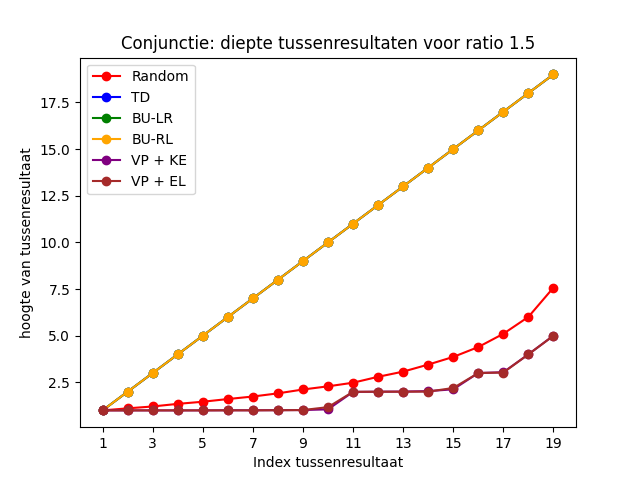 Conjunctie: diepte tussenresultaten voor ratio 1.5
Random
TD
BU-LR
BU-RL
VP + KE
VP + EL
hoogte van tussenresultaat
17.5
15.0
12.5
10.0
7.5
5.0
2.5
1 3 5 7 9 11 13 15 17 19
Index tussenresultaat